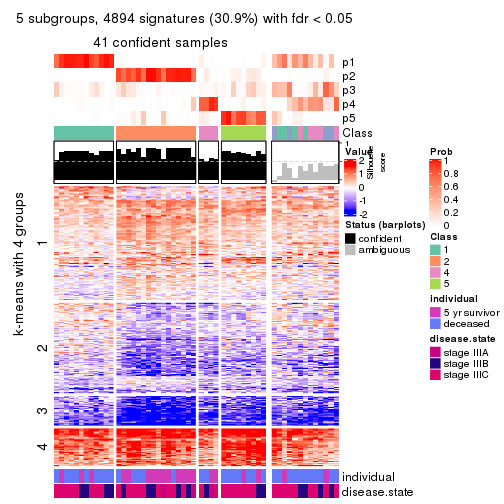 5 subgroups, 4894 signatures (30.9%) with fdr < 0.05
41 confident samples
p1
p2
p3
p4
p5
Class
Value
2
1
0
-1
-2
1
Silhouette
score
Prob
1
0.8
0.6
0.4
0.2
0
Status (barplots)
confident
ambiguous
Class
1
2
4
5
individual
5 yr survivor
deceased
disease.state
stage IIIA
stage IIIB
stage IIIC
k-means with 4 groups
1
2
3
4
individual
disease.state